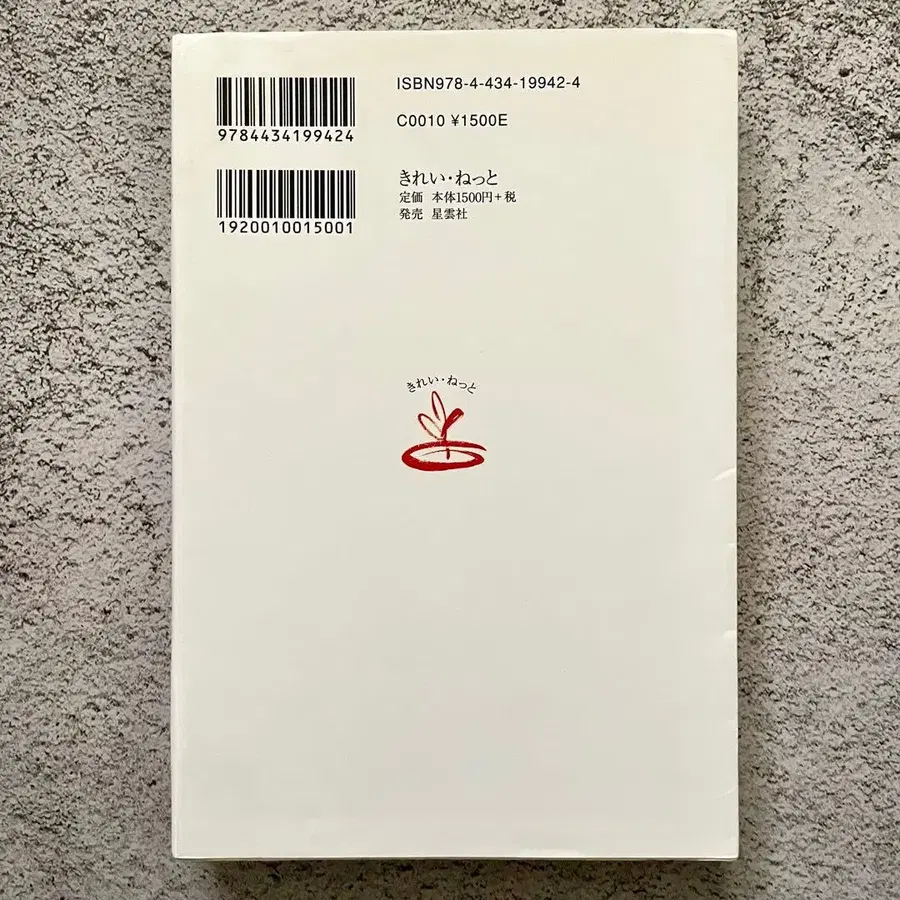 ISBN978-4-434-19942-4
9784434199424
C0010 ¥1500E
きれい・ねっと
定価 本体1500円+税
発売 星雲社
1920010015001
きれい・ねっと